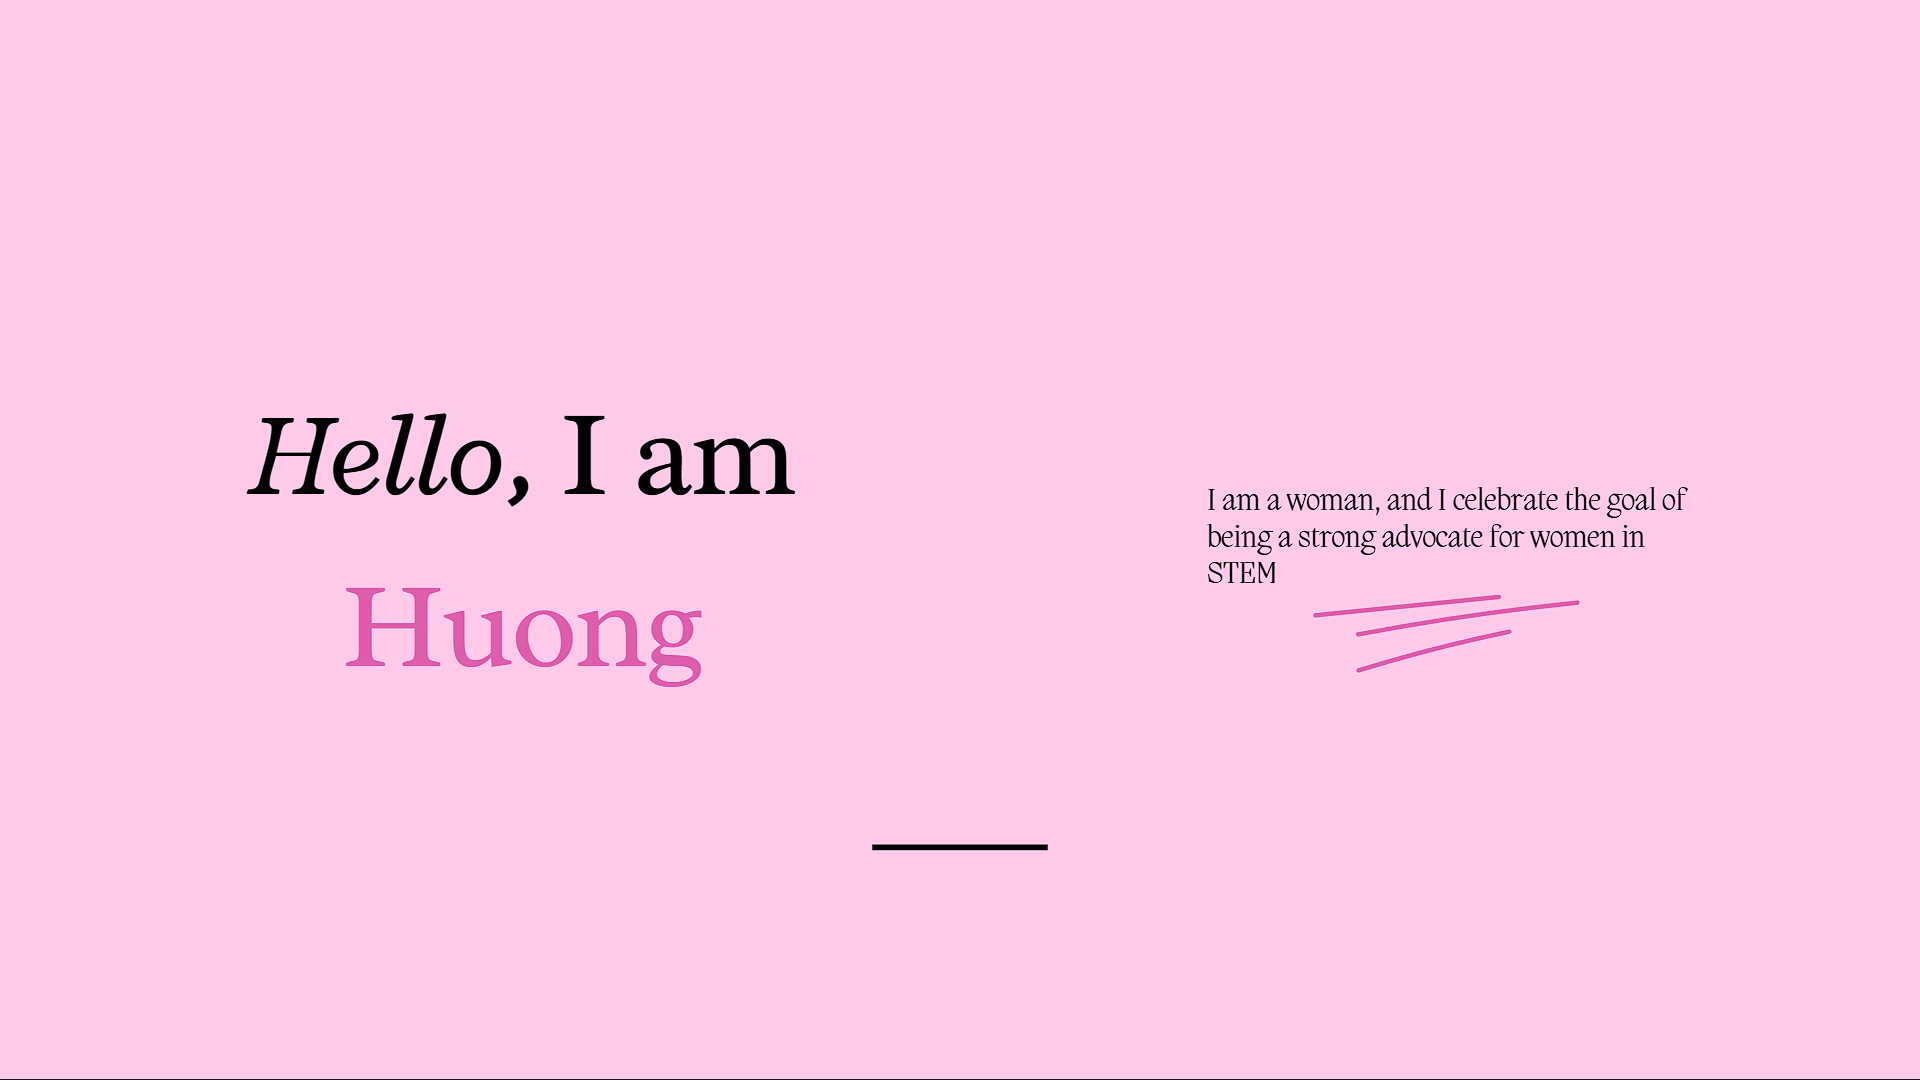 Hello, I am
Huong
I am a woman, and I celebrate the goal of
being a strong advocate for women in
STEM